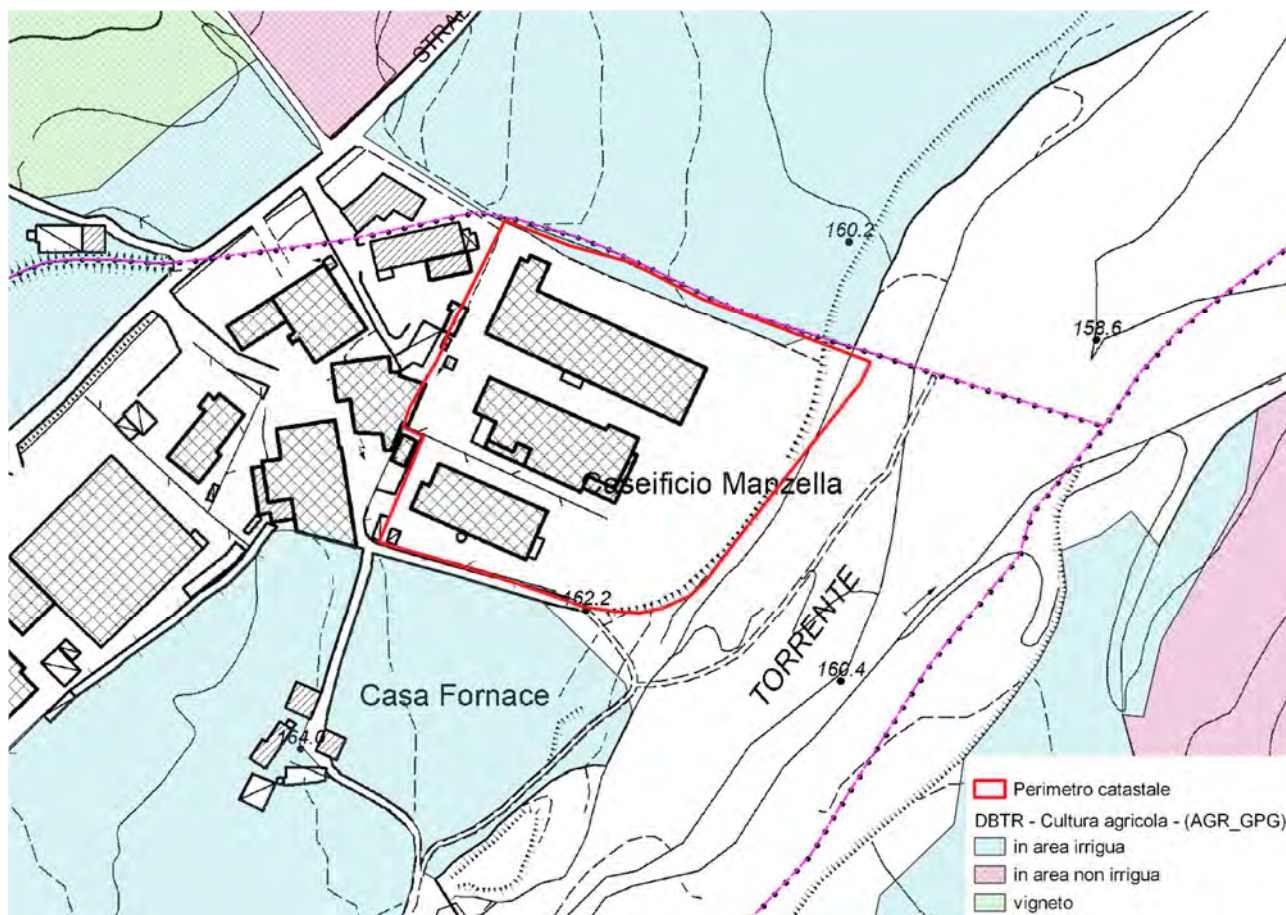 STRAD
160.2
158.6
Caseificio Manzella
162.2
TORRENTE
160.4
Casa Fornace
164.0
Perimetro catastale
DBTR - Cultura agricola - (AGR_GPG)
in area irrigua
in area non irrigua
vigneto